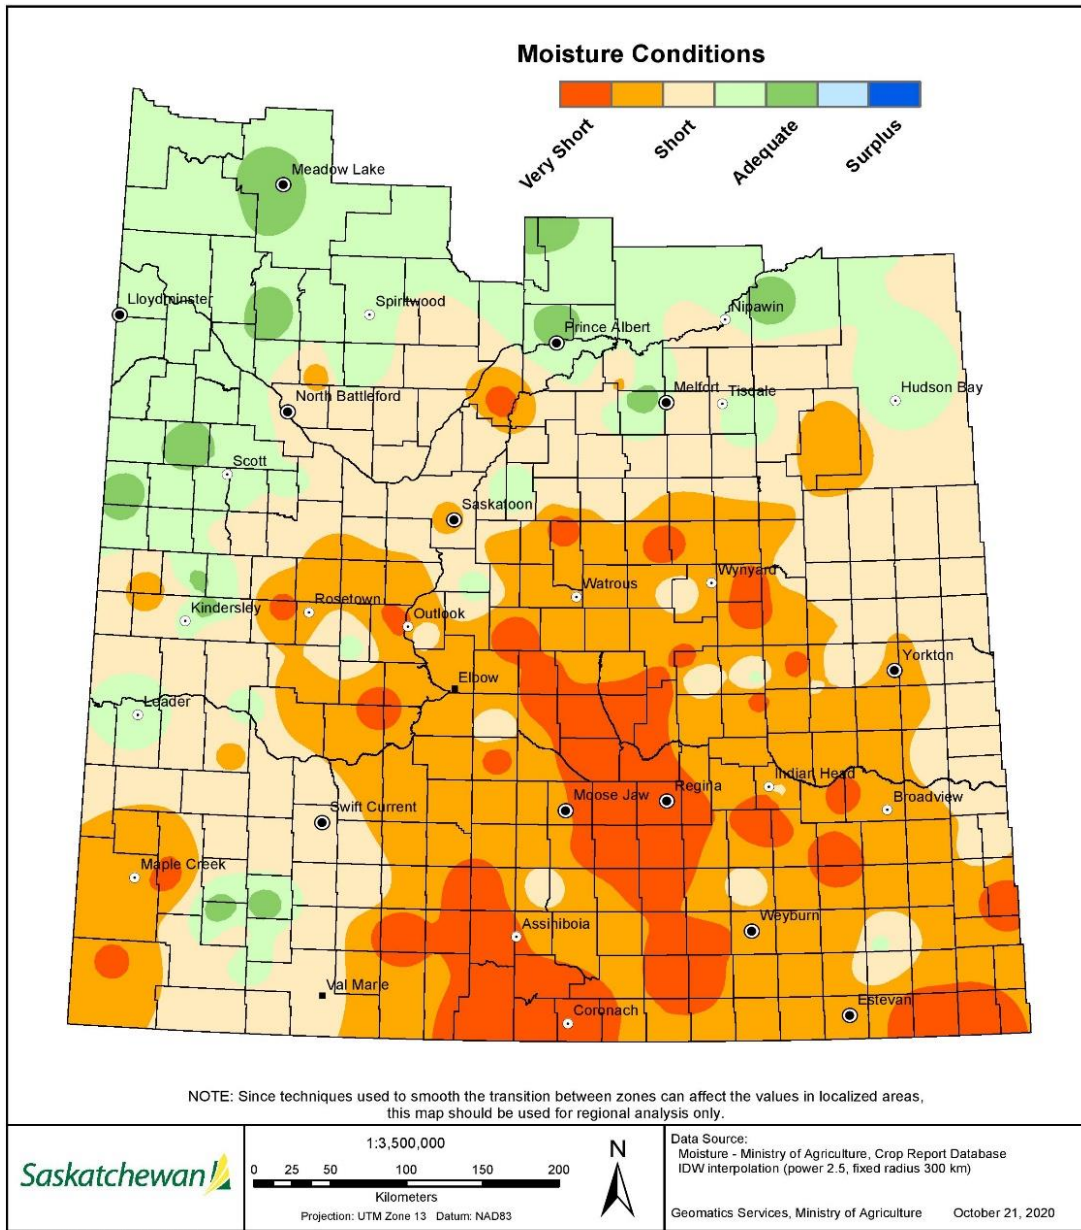 Moisture Conditions
Very Short
Short
Adequate
Surplus
Meadow Lake
Lloydminster
Spiritwood
Nipawin
Prince Albert
Hudson Bay
Melfort
Tisdale
North Battleford
Scott
Saskatoon
Wynyard
Watrous
Rosetown
Kindersley
Outlook
Yorkton
Elbow
Leader
Indian Head
Regina
Moose Jaw
Broadview
Swift Current
Maple Creek
Weyburn
Assiniboia
Val Marie
Estevan
Coronach
NOTE: Since techniques used to smooth the transition between zones can affect the values in localized areas,
this map should be used for regional analysis only.
Saskatchewan
1:3,500,000
0 25 50 100 150 200
Kilometers
Projection: UTM Zone 13 Datum: NAD83
N
Data Source:
Moisture - Ministry of Agriculture, Crop Report Database
IDW interpolation (power 2.5, fixed radius 300 km)
Geomatics Services, Ministry of Agriculture October 21, 2020